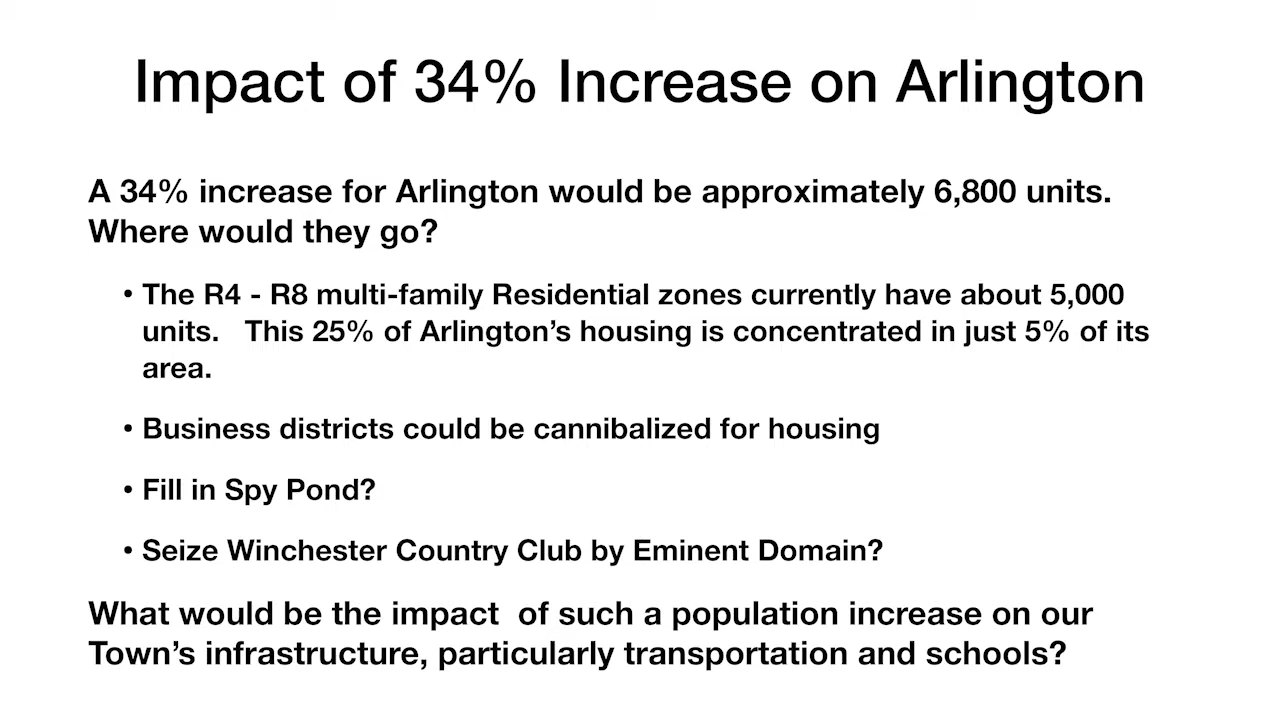 Impact of 34% Increase on Arlington
A 34% increase for Arlington would be approximately 6,800 units.
Where would they go?
• The R4 - R8 multi-family Residential zones currently have about 5,000
units.   This 25% of Arlington’s housing is concentrated in just 5% of its
area.
• Business districts could be cannibalized for housing
• Fill in Spy Pond?
• Seize Winchester Country Club by Eminent Domain?
What would be the impact  of such a population increase on our
Town’s infrastructure, particularly transportation and schools?